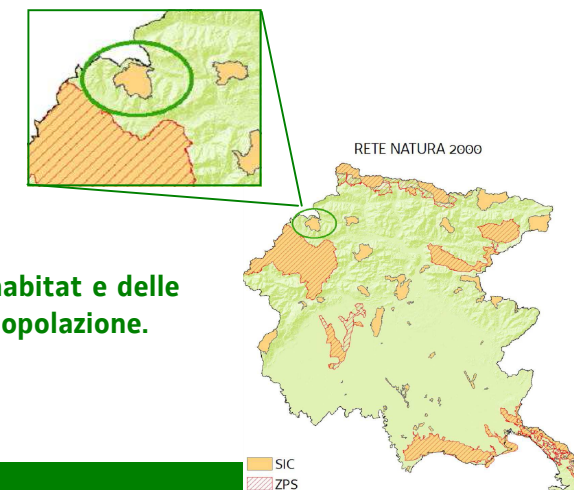 RETE NATURA 2000
habitat e delle
opolazione.
SIC
ZPS